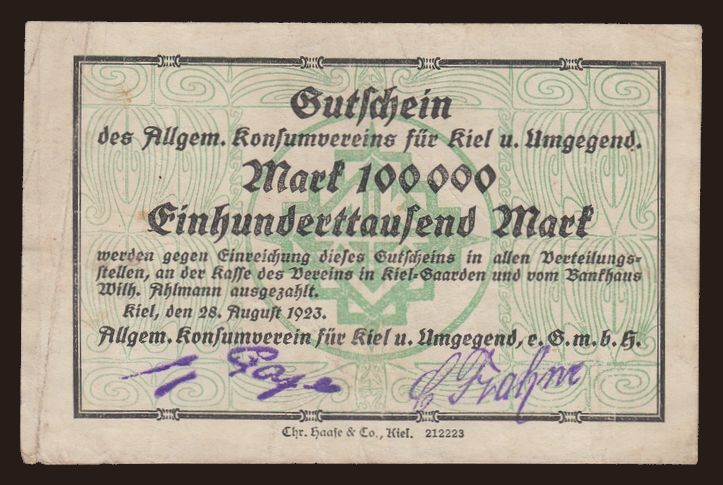 Gutschein
des Allgem. Konsumvereins für Kiel u. Umgegend.
Mark 100000
Einhunderttausend Mark
werden gegen Einreichung dieses Gutscheins in allen Verteilungs-
stellen, an der Kasse des Vereins in Kiel-Gaarden und vom Bankhaus
Wilh. Ahlmann ausgezahlt.
Kiel, den 28. August 1923.
Allgem. Konsumverein für Kiel u. Umgegend, e. G. m. b. H.
Chr. Haase & Co., Kiel. 212223